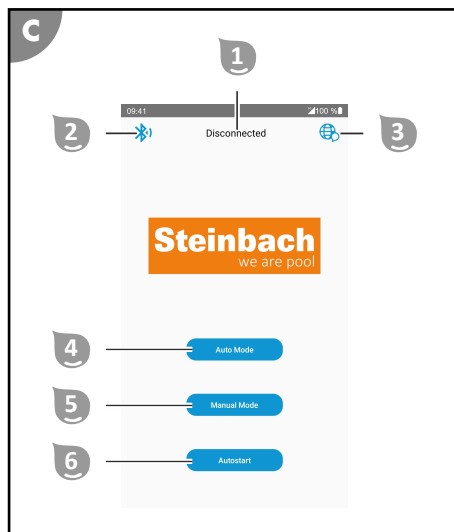 C
1
09:41 100 %
2 Disconnected 3
Steinbach
we are pool
4 Auto Mode
5 Manual Mode
6 Autostart